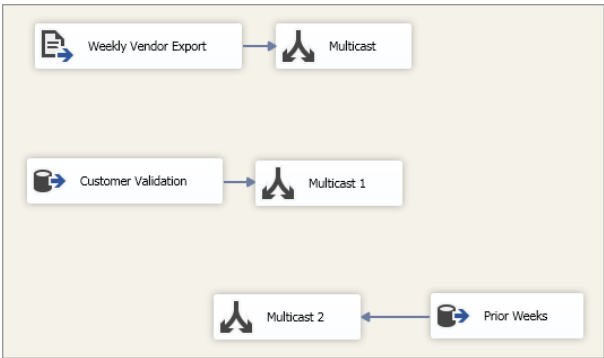 Weekly Vendor Export
Multicast
Customer Validation
Multicast 1
Multicast 2
Prior Weeks